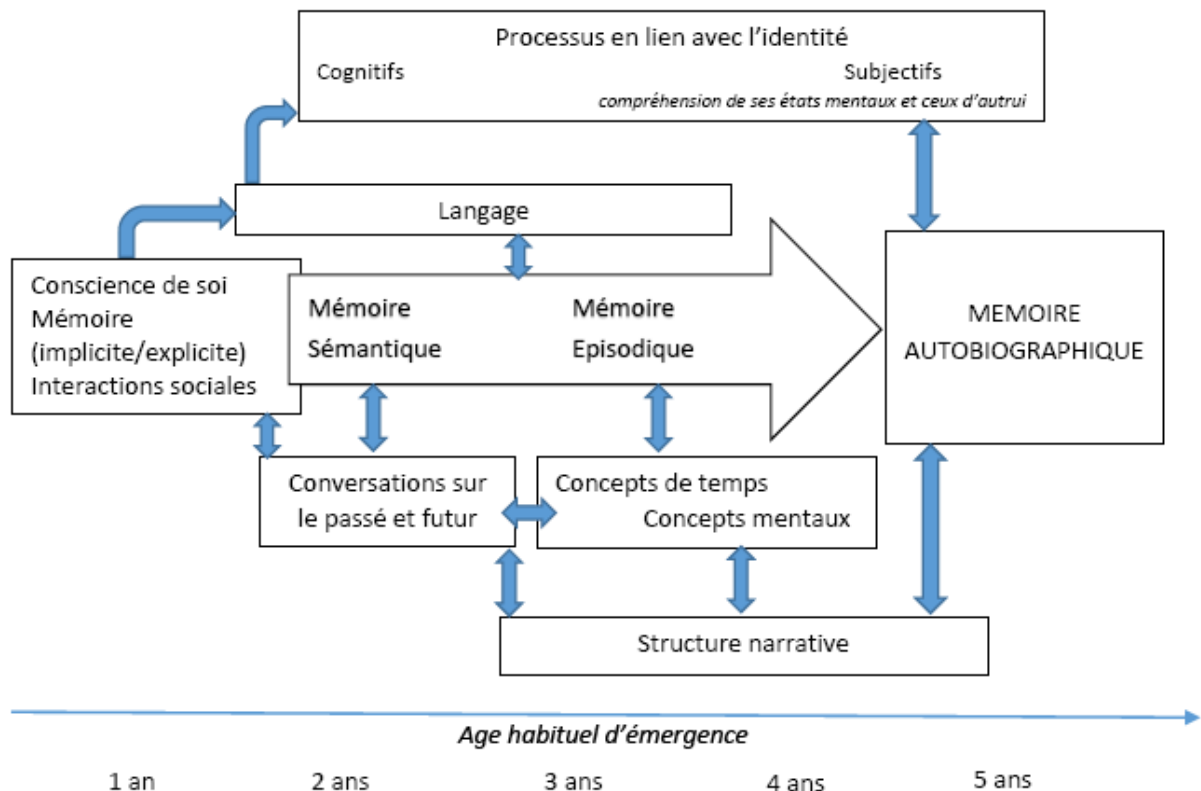 Processus en lien avec l'identité
Cognitifs
Subjectifs
compréhension de ses états mentaux et ceux d'autrui
Langage
Conscience de soi
Mémoire
(implicite/explicite)
Interactions sociales
Mémoire
Sémantique
Mémoire
Episodique
MEMOIRE
AUTOBIOGRAPHIQUE
Conversations sur
le passé et futur
Concepts de temps
Concepts mentaux
Structure narrative
Age habituel d'émergence
1 an
2 ans
3 ans
4 ans
5 ans